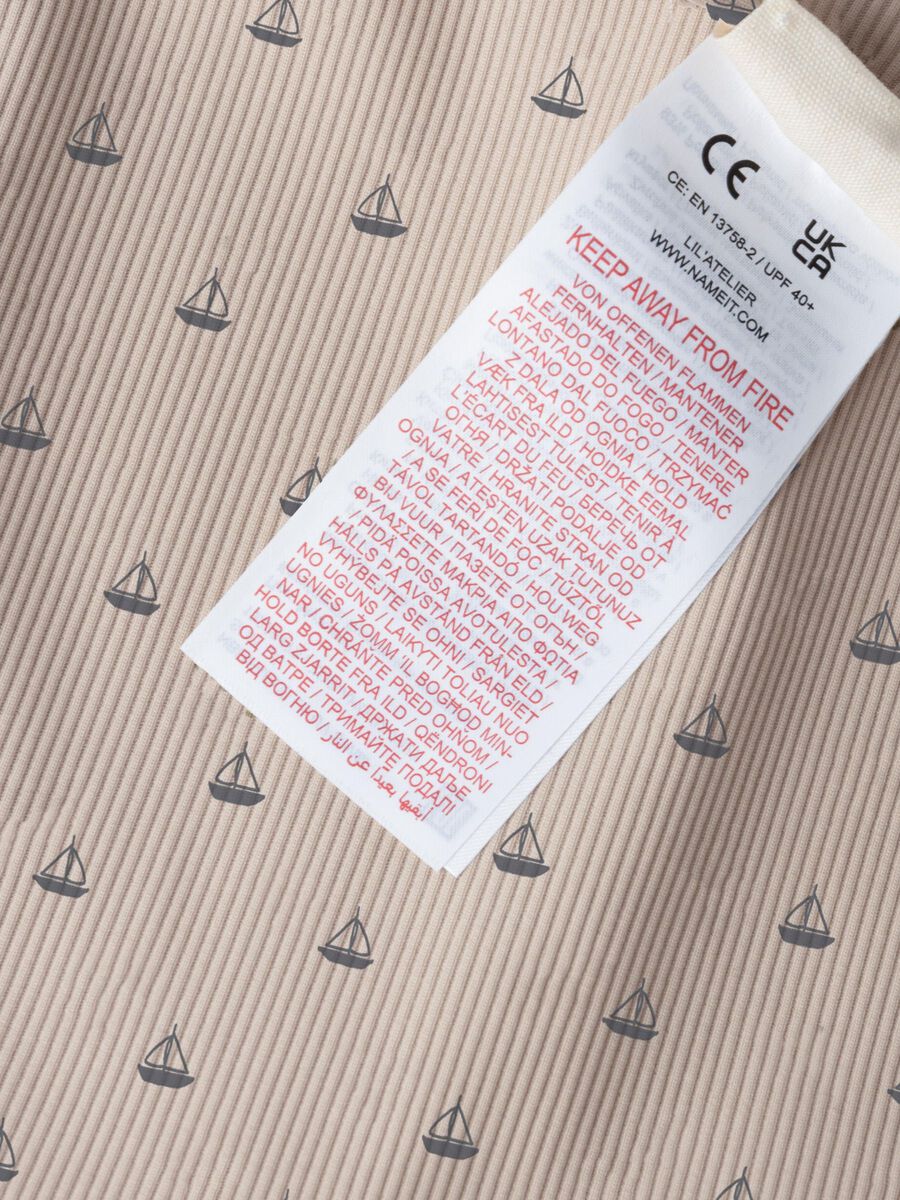 CE
UK
CA
CE: EN 13758-2 / UPF 40+
LIL'ATELIER
WWW.NAMEIT.COM
KEEP AWAY FROM FIRE
VON OFFENEN FLAMMEN
FERNHALTEN / MANTENER
ALEJADO DEL FUEGO / MANTER
AFASTADO DO FOGO / TENERE
LONTANO DAL FUOCO / TRZYMAĆ
Z DALA OD OGNIA / HOLD
VÆK FRA ILD / HOIDKE EEMAL
LAHTISEST TULEST / TENIR À
L'ÉCART DU FEU / БЕРЕЧЬ ОТ
ОГНЯ / DRŽATI PODALJE OD
VATRE / HRANITE STRAN OD
OGNJA / ATEŞTEN UZAK TUTUNUZ
/ A SE FERI DE FOC / TŰZTŐL
TÁVOL TARTANDÓ / HOU WEG
BIJ VUUR / ПАЗЕТЕ ОТ ОГЪН /
ΦΥΛΑΣΣΕΤΕ ΜΑΚΡΙΑ ΑΠΟ ΦΩΤΙΑ
/ PIDÄ POISSA AVOTULESTA /
HÅLLS PÅ AVSTÅND FRÅN ELD /
VYHÝBEJTE SE OHNI / SARGIET
NO UGUNS / LAIKYTI TOLIAU NUO
UGNIES / ŻOMM IL-BOGĦOD MIN-
NAR / CHRÁNTE PRED OHŇOM /
HOLD BORTE FRA ILD / QËNDRONI
LARG ZJARRIT / ДРЖАТИ ДАЉЕ
ОД ВАТРЕ / ТРИМАЙТЕ ПОДАЛІ
ВІД ВОГНЮ / أبقيها بعيدا عن النار